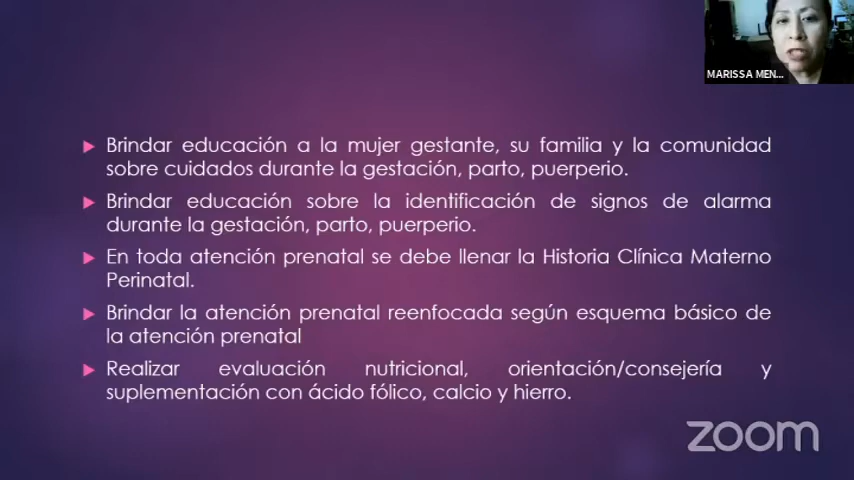 MARISSA MEN...
Brindar educación a la mujer gestante, su familia y la comunidad
sobre cuidados durante la gestación, parto, puerperio.
Brindar educación sobre la identificación de signos de alarma
durante la gestación, parto, puerperio.
En toda atención prenatal se debe llenar la Historia Clínica Materno
Perinatal.
Brindar la atención prenatal reenfocada según esquema básico de
la atención prenatal
Realizar evaluación nutricional, orientación/consejería y
suplementación con ácido fólico, calcio y hierro.
zoom